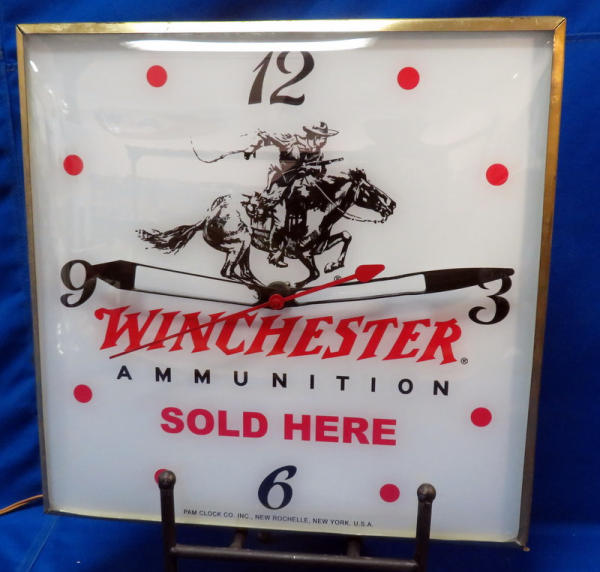 12
9
3
WINCHESTER®
AMMUNITION
SOLD HERE
6
PAM CLOCK CO. INC., NEW ROCHELLE, NEW YORK. U.S.A.